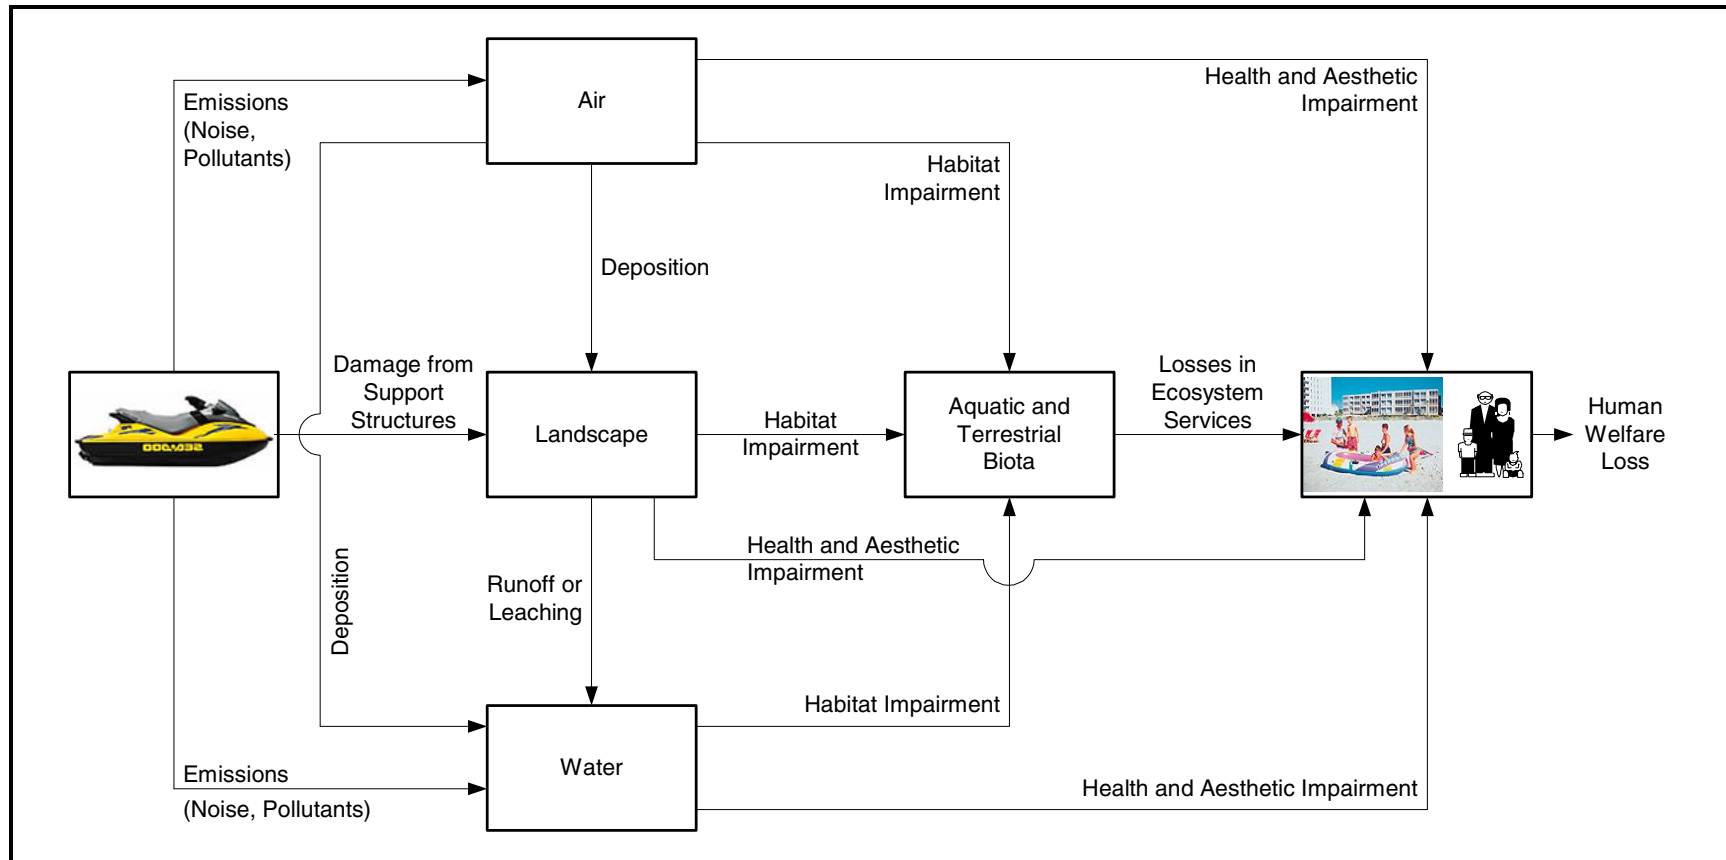 Air
Health and Aesthetic
Impairment
Emissions
(Noise,
Pollutants)
Habitat
Impairment
Deposition
Damage from
Support
Structures
Landscape
Habitat
Impairment
Aquatic and
Terrestrial
Biota
Losses in
Ecosystem
Services
Human
Welfare
Loss
Health and Aesthetic
Impairment
Deposition
Runoff or
Leaching
Habitat Impairment
Water
Emissions
(Noise, Pollutants)
Health and Aesthetic Impairment